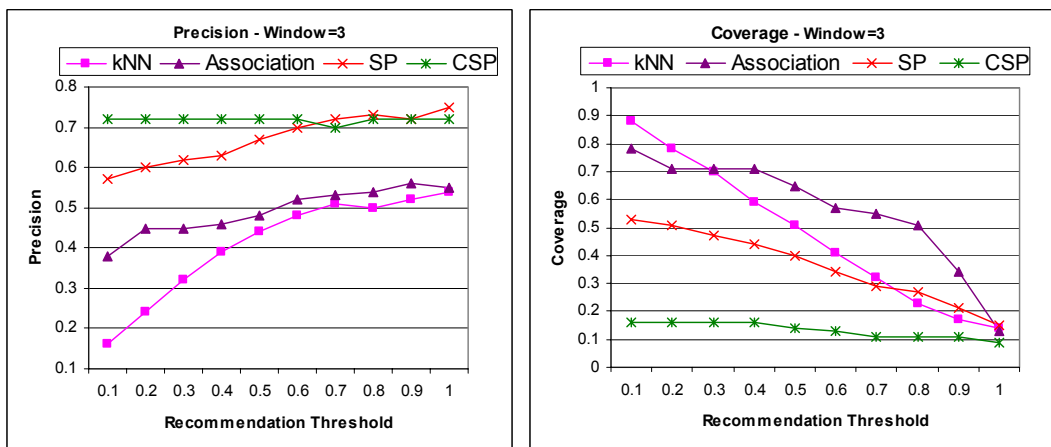 Precision - Window=3
kNN Association SP CSP
0.8
0.7
0.6
0.5
0.4
0.3
0.2
0.1
Precision
0.1 0.2 0.3 0.4 0.5 0.6 0.7 0.8 0.9 1
Recommendation Threshold
Coverage - Window=3
kNN Association SP CSP
1
0.9
0.8
0.7
0.6
0.5
0.4
0.3
0.2
0.1
0
Coverage
0.1 0.2 0.3 0.4 0.5 0.6 0.7 0.8 0.9 1
Recommendation Threshold